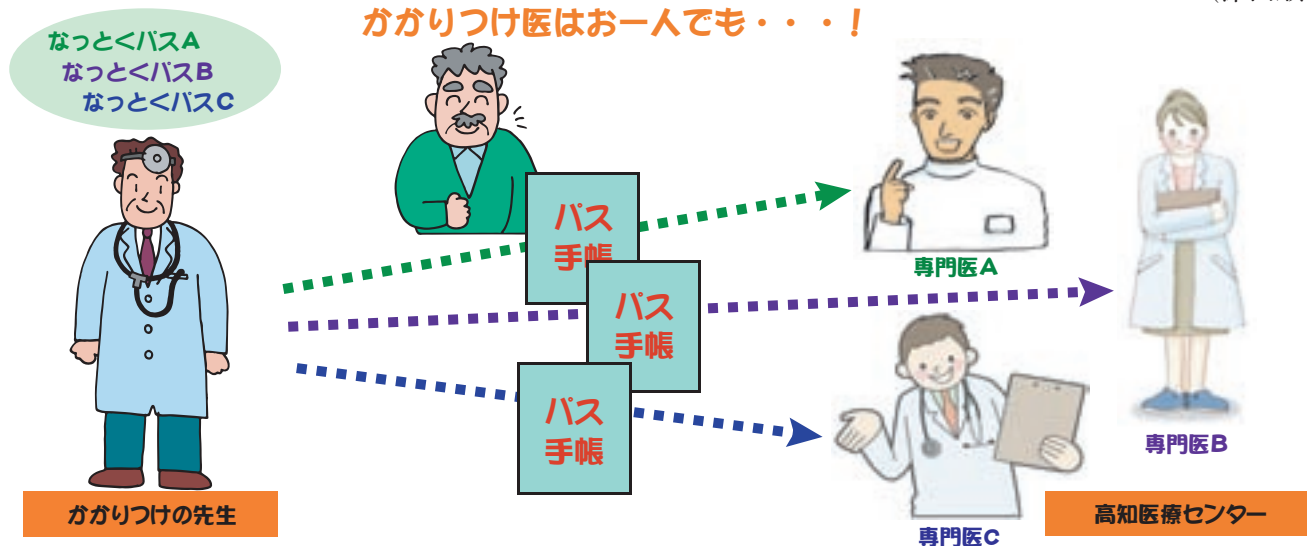 かかりつけ医はお一人でも・・・！
なっとくパスA
なっとくパスB
なっとくパスC
パス
手帳
パス
手帳
パス
手帳
専門医A
専門医B
専門医C
かかりつけの先生
高知医療センター